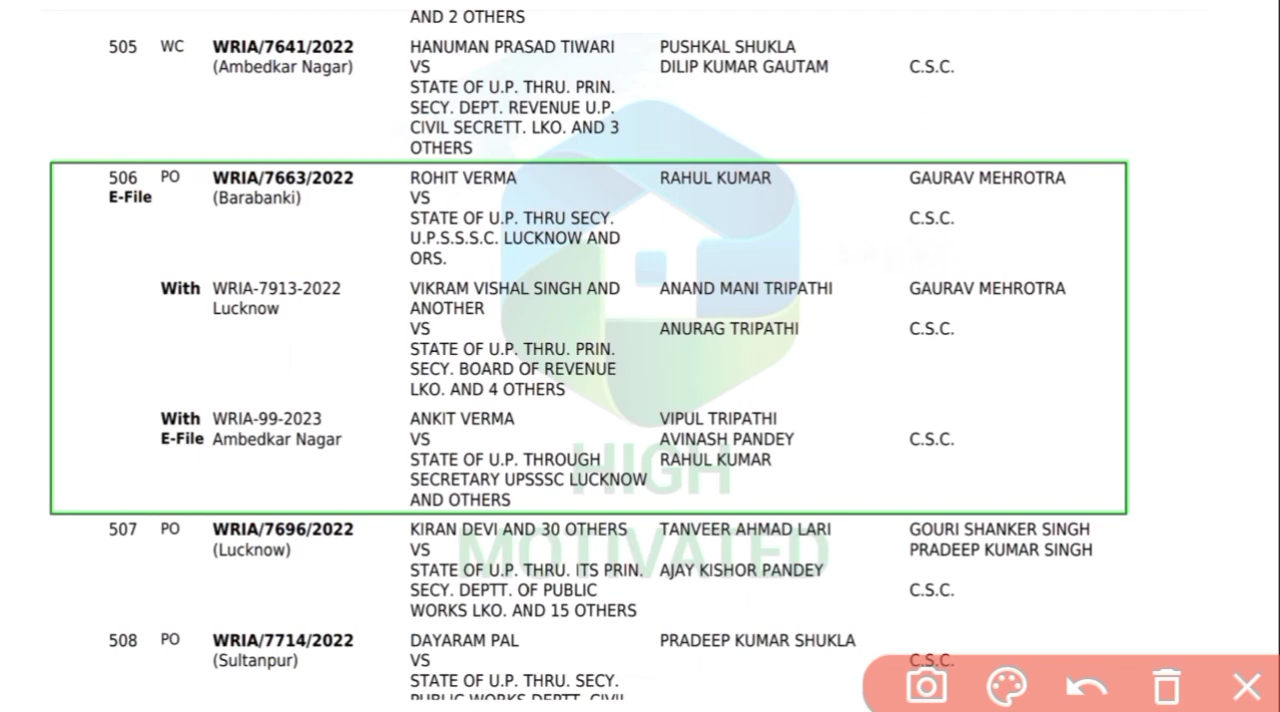 AND 2 OTHERS
505 WC WRIA/7641/2022 HANUMAN PRASAD TIWARI PUSHKAL SHUKLA
(Ambedkar Nagar) VS DILIP KUMAR GAUTAM C.S.C.
STATE OF U.P. THRU. PRIN.
SECY. DEPT. REVENUE U.P.
CIVIL SECRETT. LKO. AND 3
OTHERS
506 PO WRIA/7663/2022 ROHIT VERMA RAHUL KUMAR GAURAV MEHROTRA
E-File (Barabanki) VS
STATE OF U.P. THRU SECY. C.S.C.
U.P.S.S.S.C. LUCKNOW AND
ORS.
With WRIA-7913-2022 VIKRAM VISHAL SINGH AND ANAND MANI TRIPATHI GAURAV MEHROTRA
Lucknow ANOTHER
VS ANURAG TRIPATHI C.S.C.
STATE OF U.P. THRU. PRIN.
SECY. BOARD OF REVENUE
LKO. AND 4 OTHERS
With WRIA-99-2023 ANKIT VERMA VIPUL TRIPATHI
E-File Ambedkar Nagar VS AVINASH PANDEY C.S.C.
STATE OF U.P. THROUGH RAHUL KUMAR
SECRETARY UPSSSC LUCKNOW
AND OTHERS
HIGH
MOTIVATED
507 PO WRIA/7696/2022 KIRAN DEVI AND 30 OTHERS TANVEER AHMAD LARI GOURI SHANKER SINGH
(Lucknow) VS PRADEEP KUMAR SINGH
STATE OF U.P. THRU. ITS PRIN. AJAY KISHOR PANDEY
SECY. DEPTT. OF PUBLIC C.S.C.
WORKS LKO. AND 15 OTHERS
508 PO WRIA/7714/2022 DAYARAM PAL PRADEEP KUMAR SHUKLA
(Sultanpur) VS C.S.C.
STATE OF U.P. THRU. SECY.
PUBLIC WORKS DEPTT. CIVIL